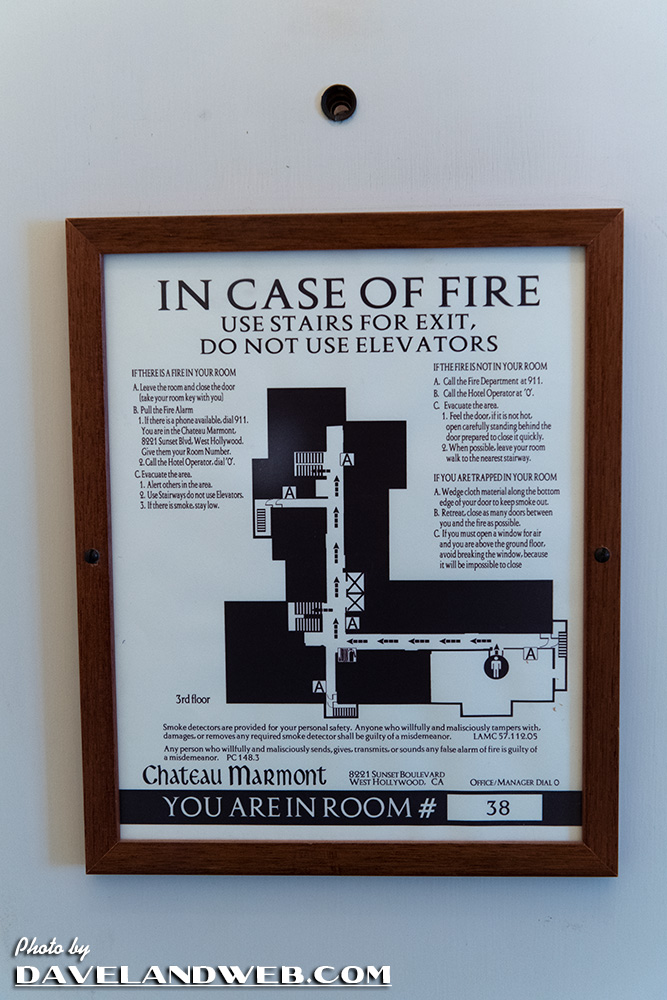 IN CASE OF FIRE
USE STAIRS FOR EXIT,
DO NOT USE ELEVATORS
IF THERE IS A FIRE IN YOUR ROOM
A. Leave the room and close the door
(take your room key with you)
B. Pull the Fire Alarm
1. If there is a phone available, dial 911.
You are in the Chateau Marmont,
8221 Sunset Blvd, West Hollywood.
Give them your Room Number.
2. Call the Hotel Operator, dial '0'.
C. Evacuate the area.
1. Alert others in the area.
2. Use Stairways do not use Elevators.
3. If there is smoke, stay low.
IF THE FIRE IS NOT IN YOUR ROOM
A. Call the Fire Department at 911.
B. Call the Hotel Operator at '0'.
C. Evacuate the area.
1. Feel the door, if it is not hot,
open carefully standing behind the
door prepared to close it quickly.
2. When possible, leave your room
walk to the nearest stairway.
IF YOU ARE TRAPPED IN YOUR ROOM
A. Wedge cloth material along the bottom
edge of your door to keep smoke out.
B. Retreat, close as many doors between
you and the fire as possible.
C. If you must open a window for air
and you are above the ground floor,
avoid breaking the window, because
it will be impossible to close
A
A
A
A
A
3rd floor
Smoke detectors are provided for your personal safety. Anyone who willfully and malisciously tampers with,
damages, or removes any required smoke detector shall be guilty of a misdemeanor. LAMC 57.112.05
Any person who willfully and malisciously sends, gives, transmits, or sounds any false alarm of fire is guilty of
a misdemeanor. PC 148.3
Chateau Marmont
8221 Sunset Boulevard
West Hollywood, CA
Office/Manager Dial 0
YOU ARE IN ROOM # 38
Photo by
DAVELANDWEB.COM